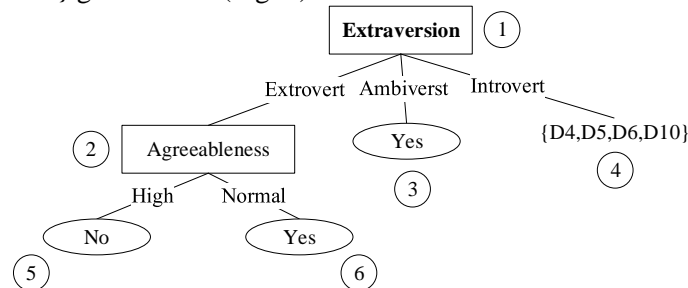 Extraversion
1
Extrovert Ambiverst Introvert
2
Agreeableness
Yes
{D4,D5,D6,D10}
3
4
High Normal
No
Yes
5
6